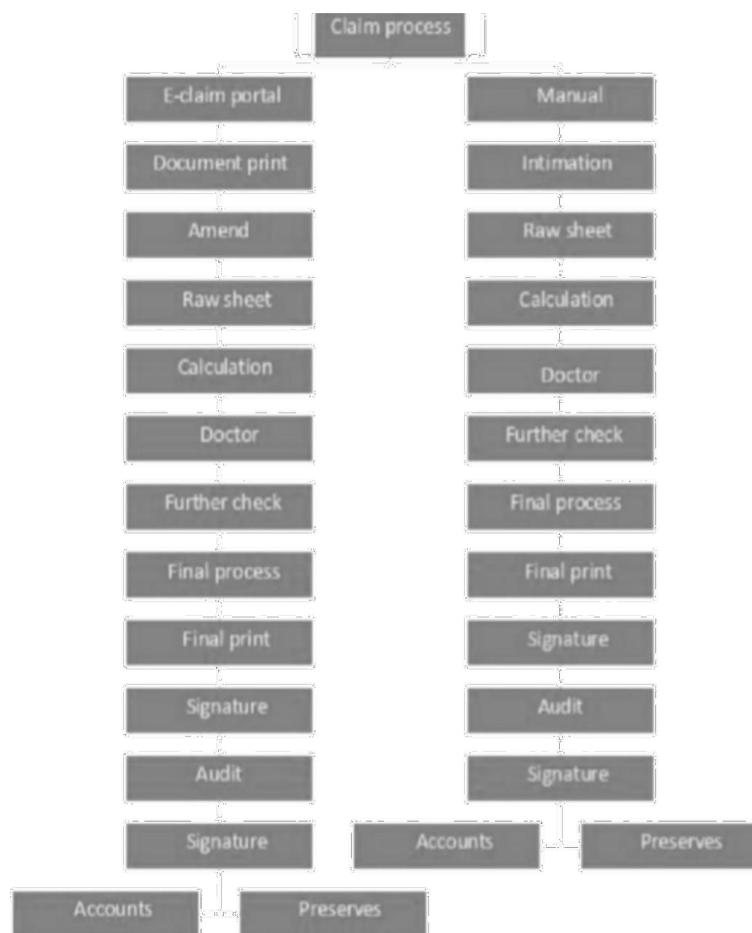 Claim process
E-claim portal
Document print
Amend
Raw sheet
Calculation
Doctor
Further check
Final process
Final print
Signature
Audit
Signature
Accounts
Preserves
Manual
Intimation
Raw sheet
Calculation
Doctor
Further check
Final process
Final print
Signature
Audit
Signature
Accounts
Preserves